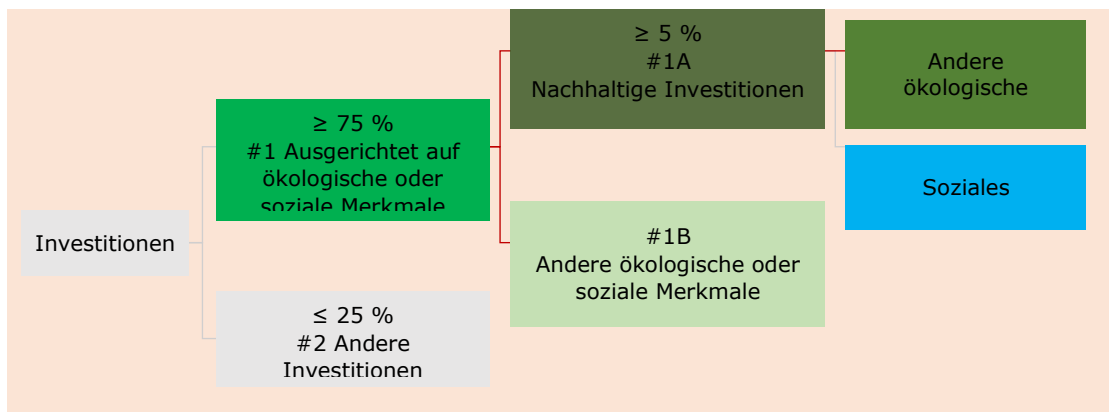 Investitionen
≥ 75 %
#1 Ausgerichtet auf
ökologische oder
soziale Merkmale
≤ 25 %
#2 Andere
Investitionen
≥ 5 %
#1A
Nachhaltige Investitionen
#1B
Andere ökologische oder
soziale Merkmale
Andere
ökologische
Soziales